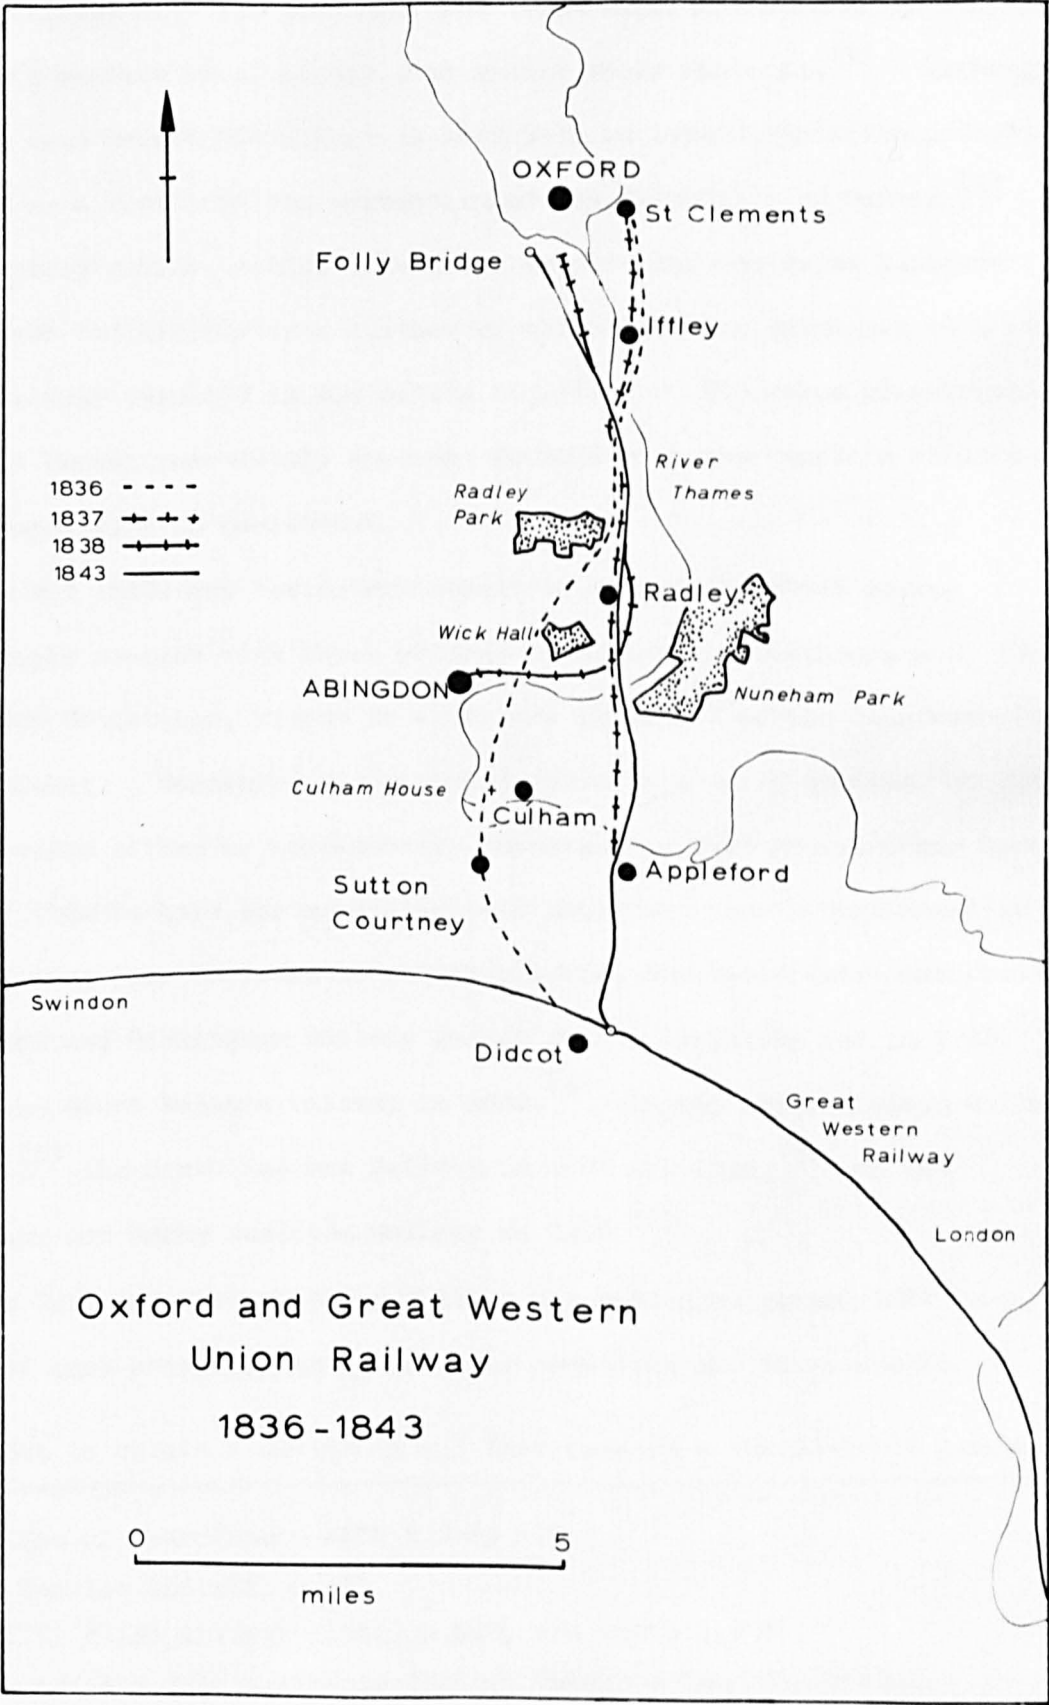 OXFORD
St Clements
Folly Bridge
Iffley
River
Thames
1836
1837
1838
1843
Radley
Park
Radley
Wick Hall
ABINGDON
Nuneham Park
Culham House
Culham
Appleford
Sutton
Courtney
Swindon
Didcot
Great
Western
Railway
London
Oxford and Great Western
Union Railway
1836-1843
0 5
miles